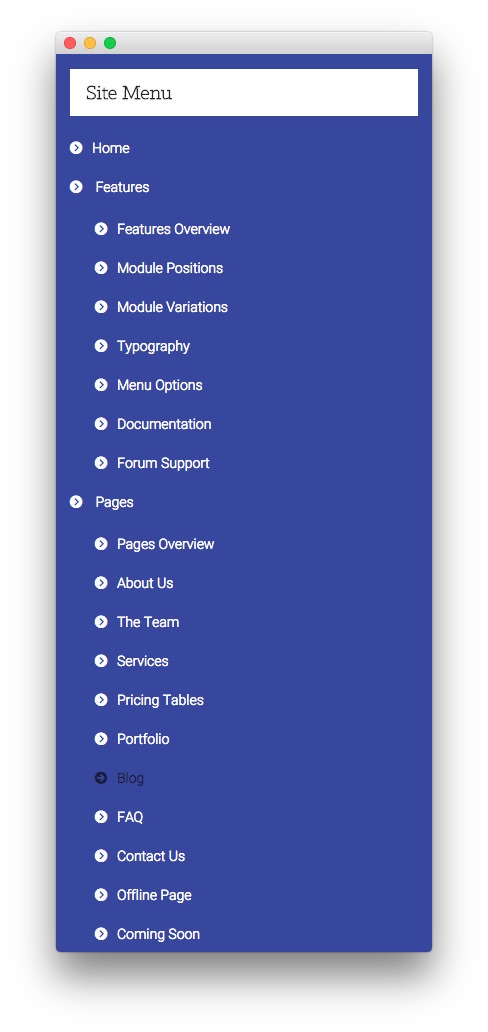 Site Menu
Home
Features
Features Overview
Module Positions
Module Variations
Typography
Menu Options
Documentation
Forum Support
Pages
Pages Overview
About Us
The Team
Services
Pricing Tables
Portfolio
Blog
FAQ
Contact Us
Offline Page
Coming Soon